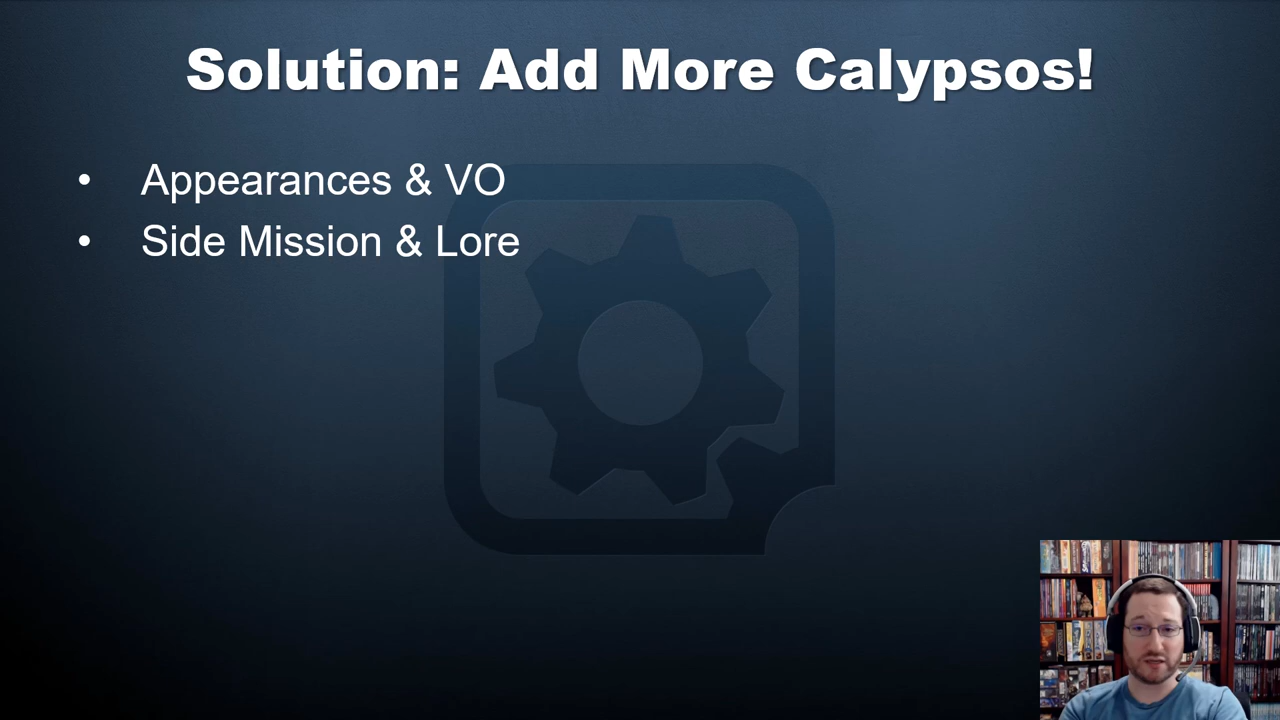 Solution: Add More Calypsos!
• Appearances & VO
• Side Mission & Lore